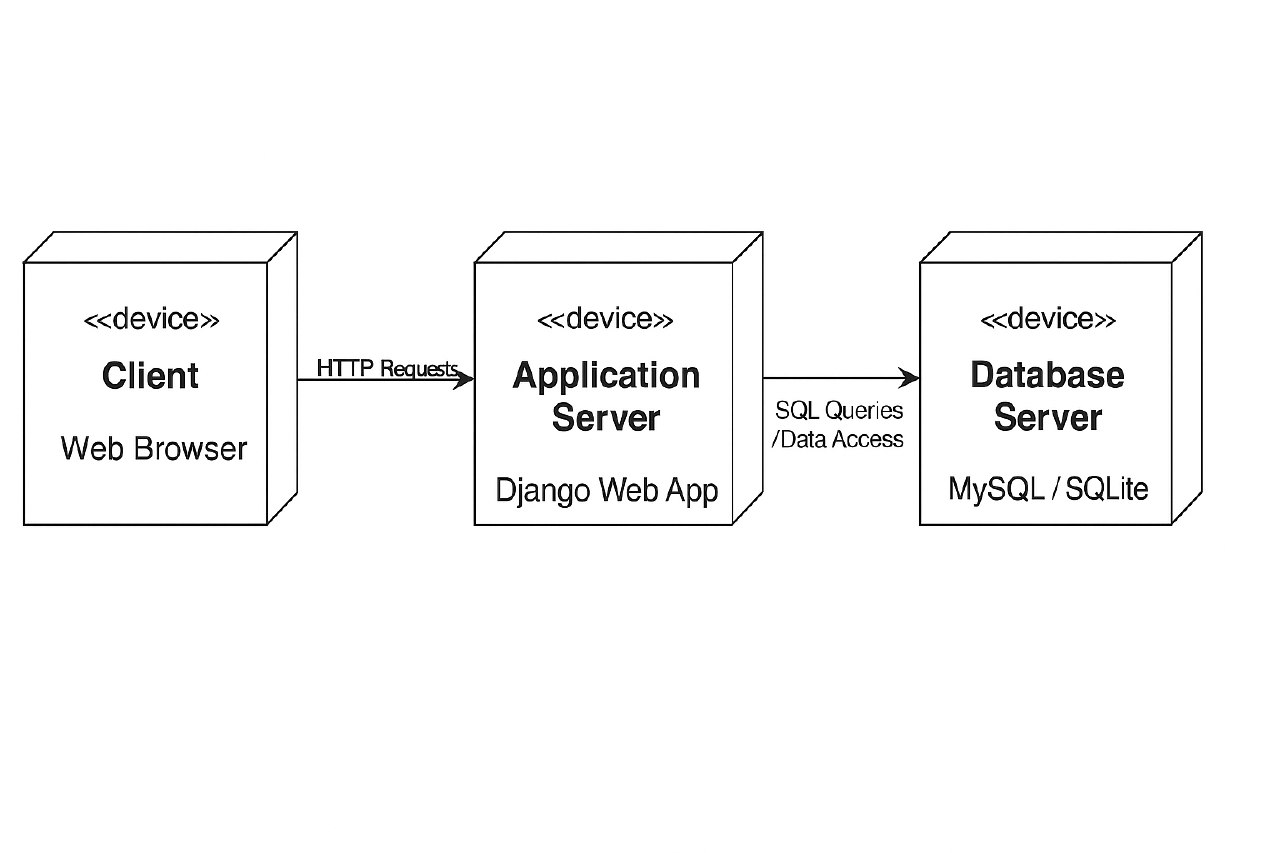 <<device>>
Client
Web Browser
HTTP Requests
<<device>>
Application
Server
Django Web App
SQL Queries
/Data Access
<<device>>
Database
Server
MySQL / SQLite